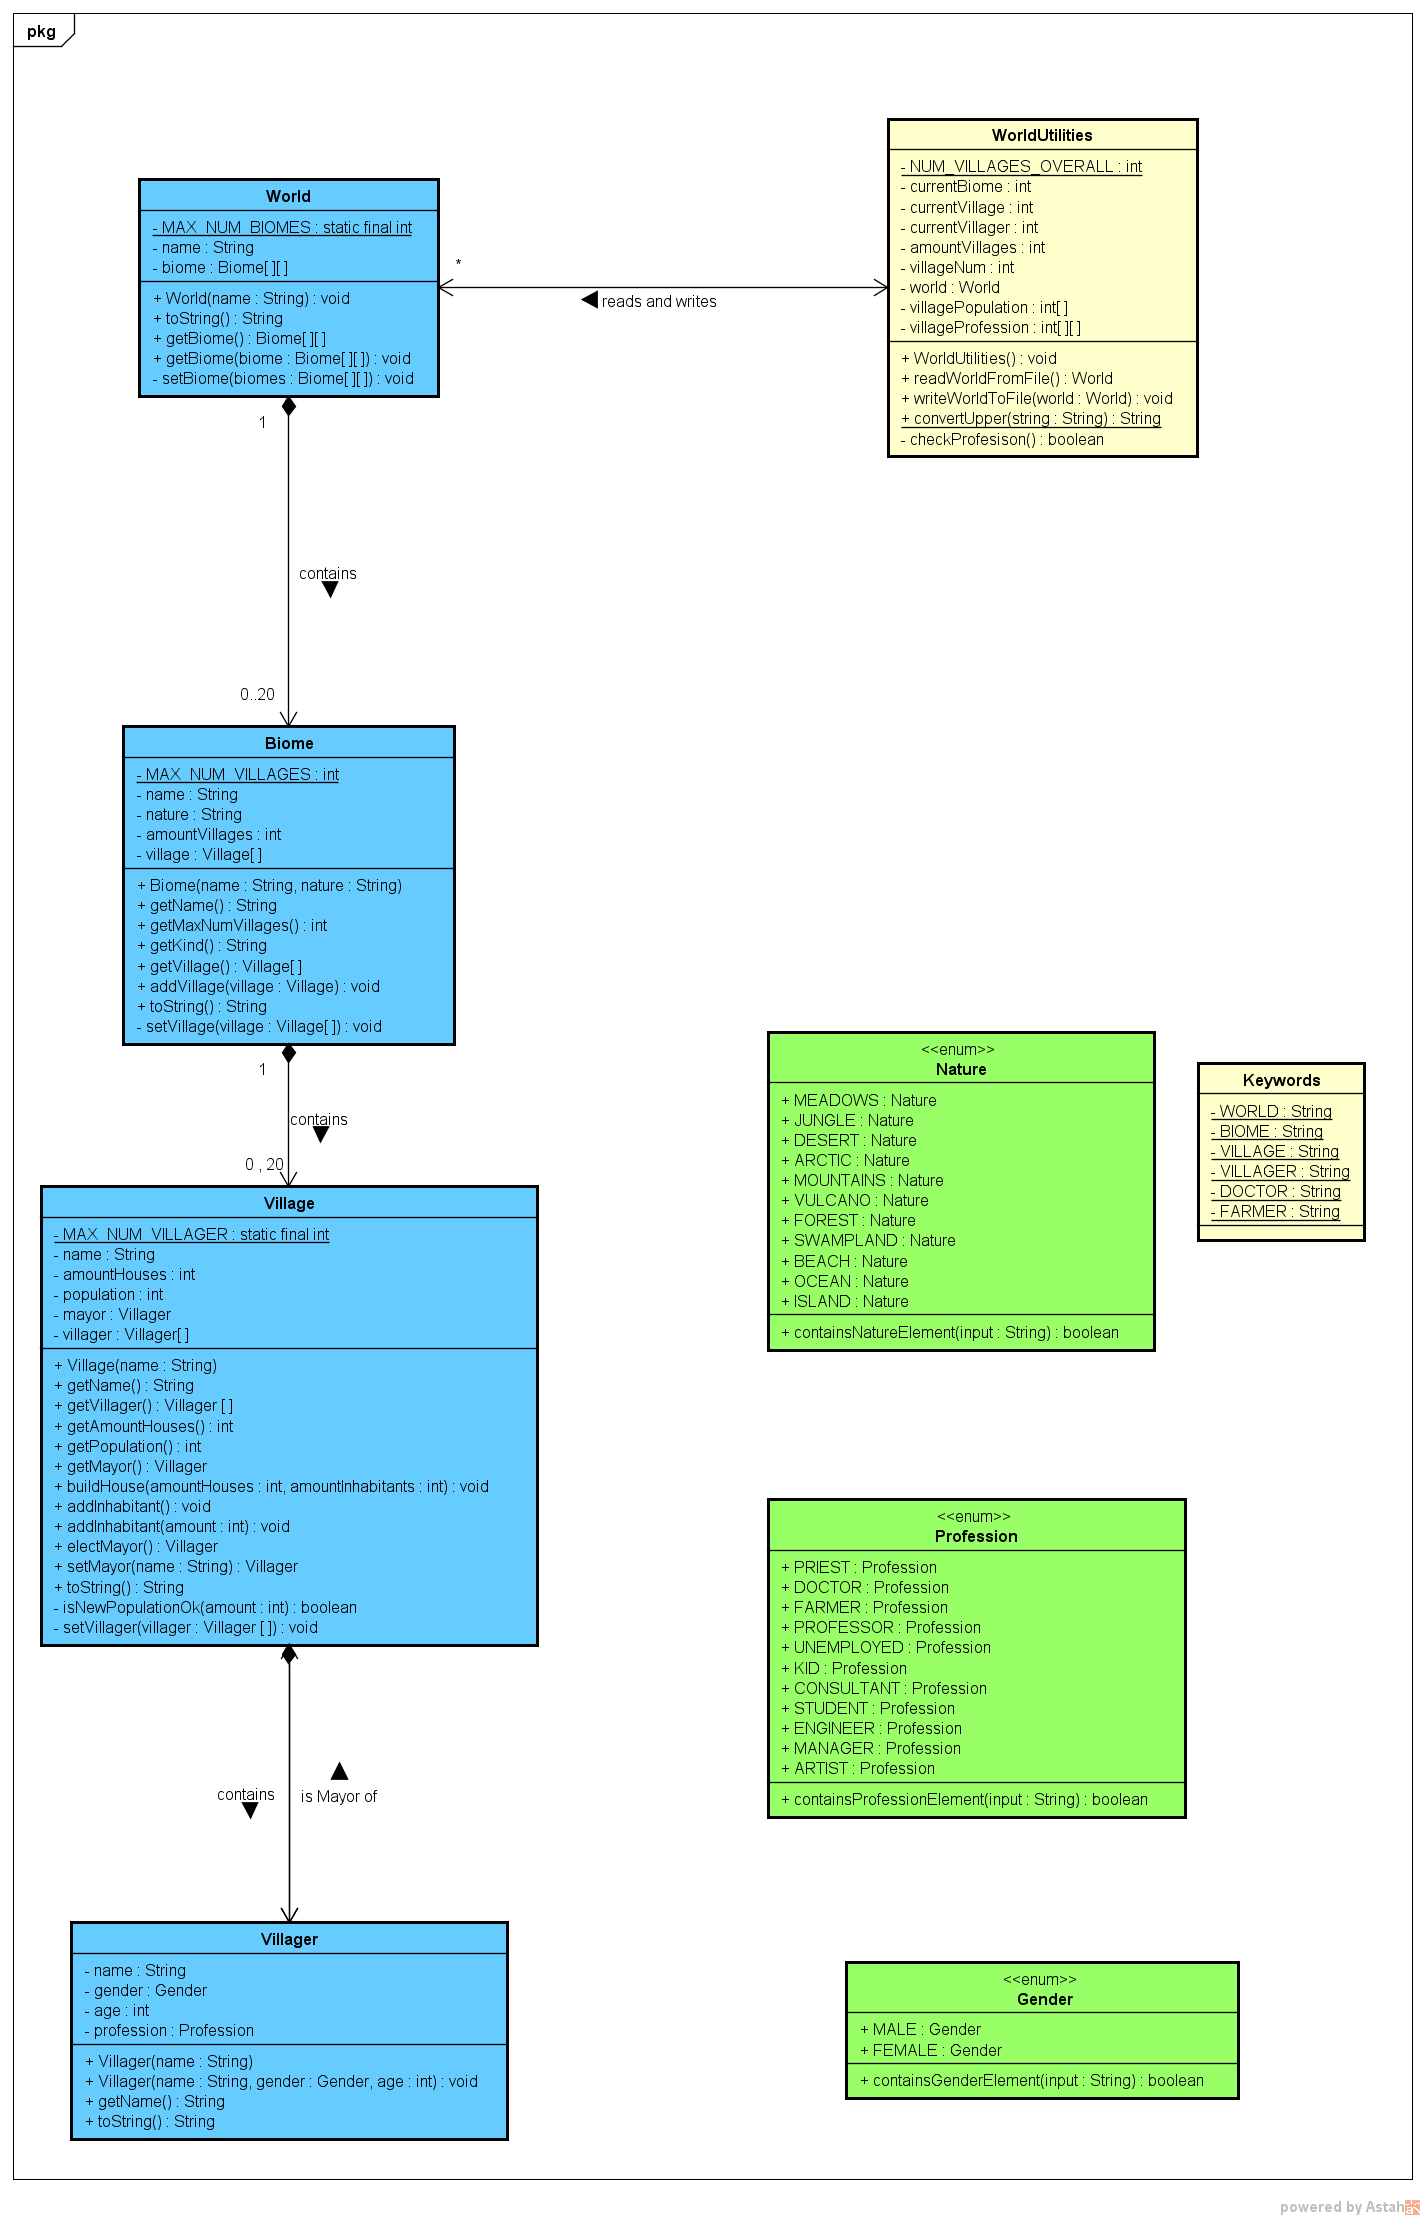 pkg
World
- MAX_NUM_BIOMES : static final int
- name : String
- biome : Biome[ ][ ]
+ World(name : String) : void
+ toString() : String
+ getBiome() : Biome[ ][ ]
+ getBiome(biome : Biome[ ][ ]) : void
- setBiome(biomes : Biome[ ][ ]) : void
WorldUtilities
- NUM_VILLAGES_OVERALL : int
- currentBiome : int
- currentVillage : int
- currentVillager : int
- amountVillages : int
- villageNum : int
- world : World
- villagePopulation : int[ ]
- villageProfession : int[ ][ ]
+ WorldUtilities() : void
+ readWorldFromFile() : World
+ writeWorldToFile(world : World) : void
+ convertUpper(string : String) : String
- checkProfesison() : boolean
*
reads and writes
1
contains
0..20
Biome
- MAX_NUM_VILLAGES : int
- name : String
- nature : String
- amountVillages : int
- village : Village[ ]
+ Biome(name : String, nature : String)
+ getName() : String
+ getMaxNumVillages() : int
+ getKind() : String
+ getVillage() : Village[ ]
+ addVillage(village : Village) : void
+ toString() : String
- setVillage(village : Village[ ]) : void
1
contains
0 , 20
Village
- MAX_NUM_VILLAGER : static final int
- name : String
- amountHouses : int
- population : int
- mayor : Villager
- villager : Villager[ ]
+ Village(name : String)
+ getName() : String
+ getVillager() : Villager [ ]
+ getAmountHouses() : int
+ getPopulation() : int
+ getMayor() : Villager
+ buildHouse(amountHouses : int, amountInhabitants : int) : void
+ addInhabitant() : void
+ addInhabitant(amount : int) : void
+ electMayor() : Villager
+ setMayor(name : String) : Villager
+ toString() : String
- isNewPopulationOk(amount : int) : boolean
- setVillager(villager : Villager [ ]) : void
contains
is Mayor of
Villager
- name : String
- gender : Gender
- age : int
- profession : Profession
+ Villager(name : String)
+ Villager(name : String, gender : Gender, age : int) : void
+ getName() : String
+ toString() : String
<<enum>>
Nature
+ MEADOWS : Nature
+ JUNGLE : Nature
+ DESERT : Nature
+ ARCTIC : Nature
+ MOUNTAINS : Nature
+ VULCANO : Nature
+ FOREST : Nature
+ SWAMPLAND : Nature
+ BEACH : Nature
+ OCEAN : Nature
+ ISLAND : Nature
+ containsNatureElement(input : String) : boolean
Keywords
- WORLD : String
- BIOME : String
- VILLAGE : String
- VILLAGER : String
- DOCTOR : String
- FARMER : String
<<enum>>
Profession
+ PRIEST : Profession
+ DOCTOR : Profession
+ FARMER : Profession
+ PROFESSOR : Profession
+ UNEMPLOYED : Profession
+ KID : Profession
+ CONSULTANT : Profession
+ STUDENT : Profession
+ ENGINEER : Profession
+ MANAGER : Profession
+ ARTIST : Profession
+ containsProfessionElement(input : String) : boolean
<<enum>>
Gender
+ MALE : Gender
+ FEMALE : Gender
+ containsGenderElement(input : String) : boolean
powered by Astah